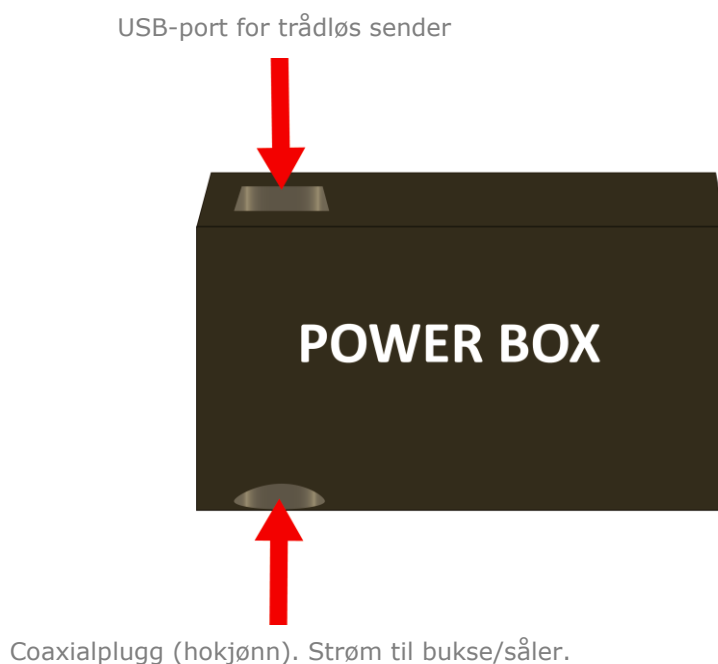 USB-port for trådløs sender
POWER BOX
Coaxialplugg (hokjønn). Strøm til bukse/såler.